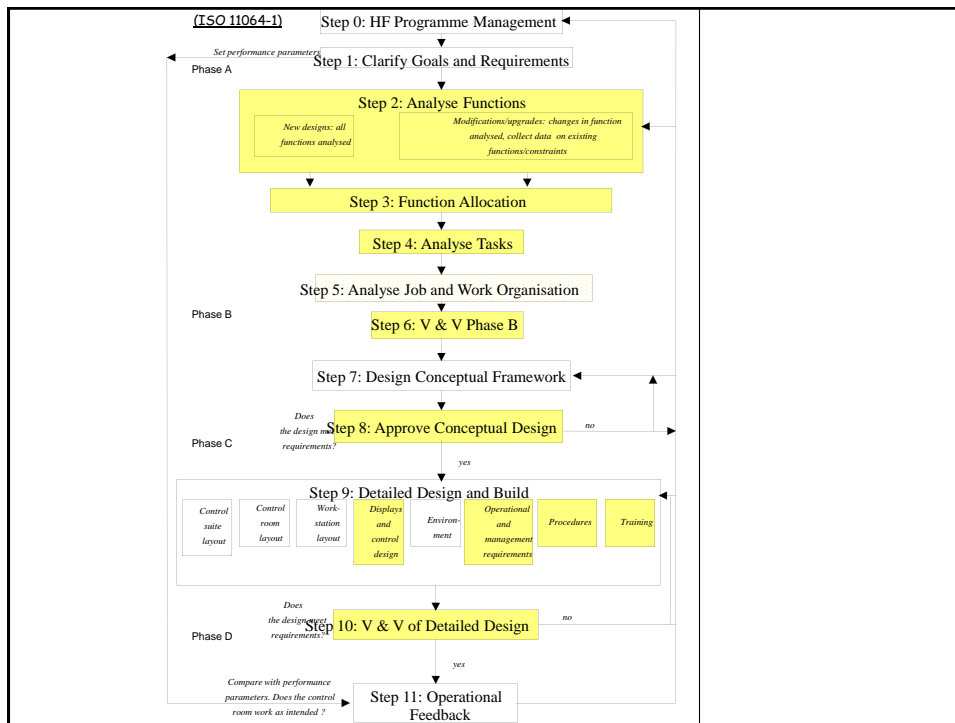 (ISO 11064-1)
Step 0: HF Programme Management
Set performance parameters
Step 1: Clarify Goals and Requirements
Phase A
Step 2: Analyse Functions
New designs: all
functions analysed
Modifications/upgrades: changes in function
analysed, collect data on existing
functions/constraints
Step 3: Function Allocation
Step 4: Analyse Tasks
Step 5: Analyse Job and Work Organisation
Phase B
Step 6: V & V Phase B
Step 7: Design Conceptual Framework
Does
the design meet
requirements?
Step 8: Approve Conceptual Design
no
Phase C
yes
Step 9: Detailed Design and Build
Control
suite
layout
Control
room
layout
Work-
station
layout
Displays
and
control
design
Environ-
ment
Operational
and
management
requirements
Procedures
Training
Does
the design meet
requirements?
Step 10: V & V of Detailed Design
no
Phase D
yes
Compare with performance
parameters. Does the control
room work as intended ?
Step 11: Operational
Feedback